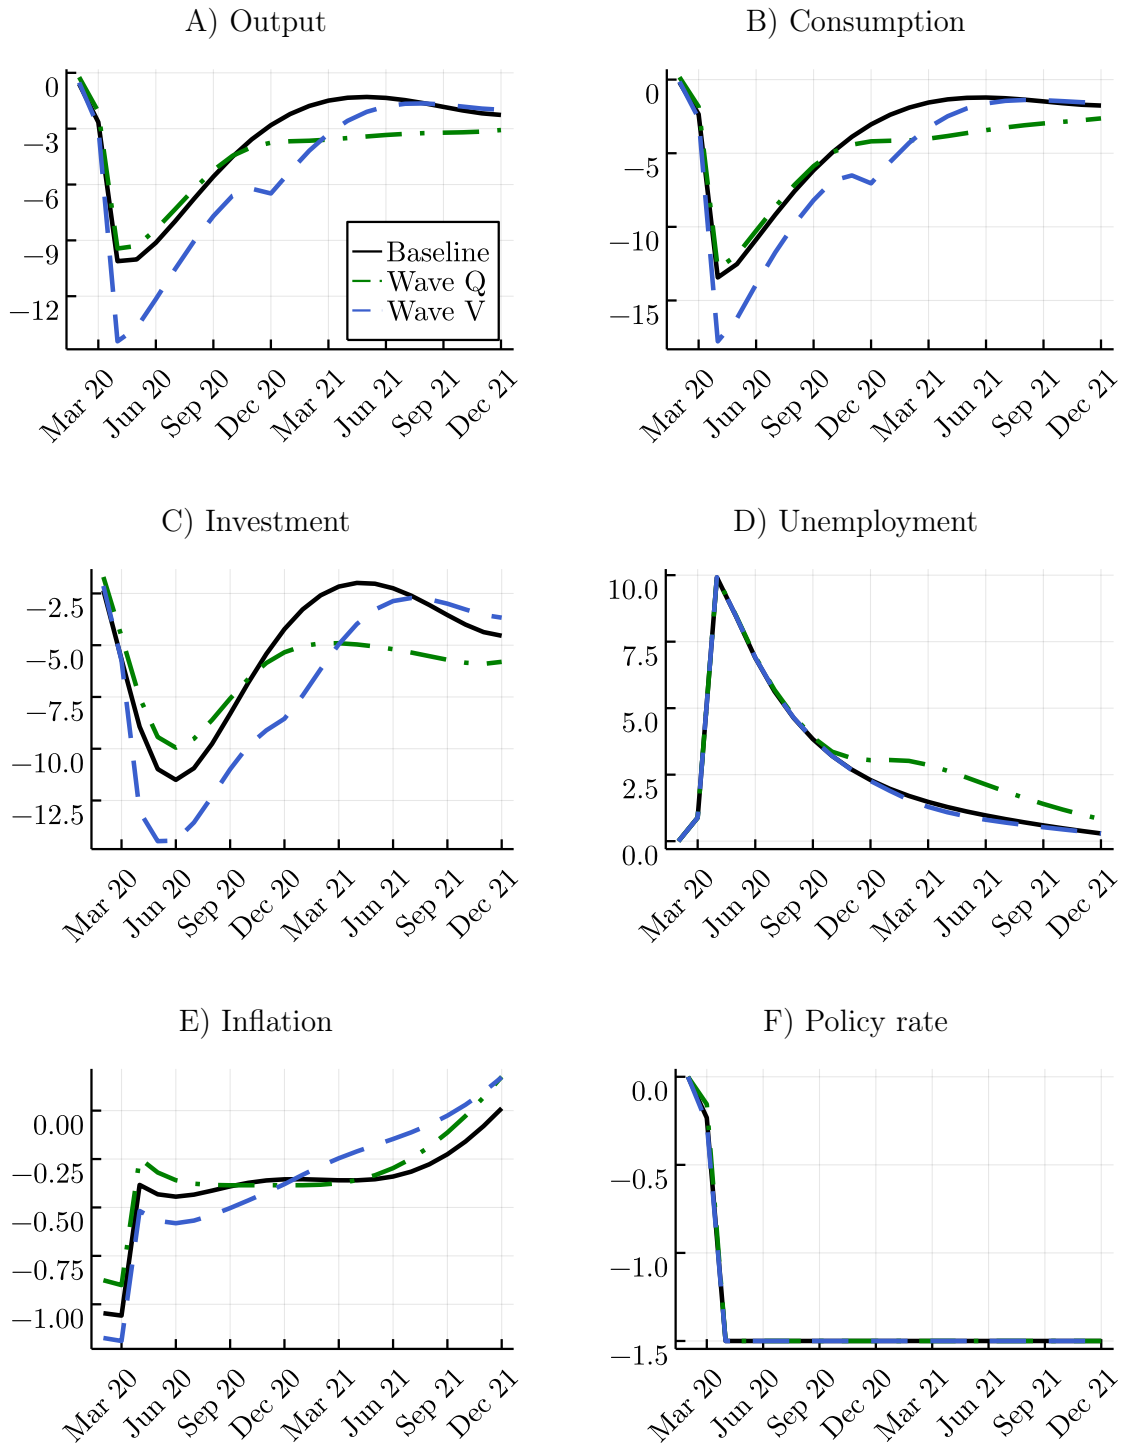 A) Output
0
−3
−6
−9
−12
Baseline
Wave Q
Wave V
Mar 20
Jun 20
Sep 20
Dec 20
Mar 21
Jun 21
Sep 21
Dec 21
B) Consumption
0
−5
−10
−15
Mar 20
Jun 20
Sep 20
Dec 20
Mar 21
Jun 21
Sep 21
Dec 21
C) Investment
−2.5
−5.0
−7.5
−10.0
−12.5
Mar 20
Jun 20
Sep 20
Dec 20
Mar 21
Jun 21
Sep 21
Dec 21
D) Unemployment
10.0
7.5
5.0
2.5
0.0
Mar 20
Jun 20
Sep 20
Dec 20
Mar 21
Jun 21
Sep 21
Dec 21
E) Inflation
0.00
−0.25
−0.50
−0.75
−1.00
Mar 20
Jun 20
Sep 20
Dec 20
Mar 21
Jun 21
Sep 21
Dec 21
F) Policy rate
0.0
−0.5
−1.0
−1.5
Mar 20
Jun 20
Sep 20
Dec 20
Mar 21
Jun 21
Sep 21
Dec 21